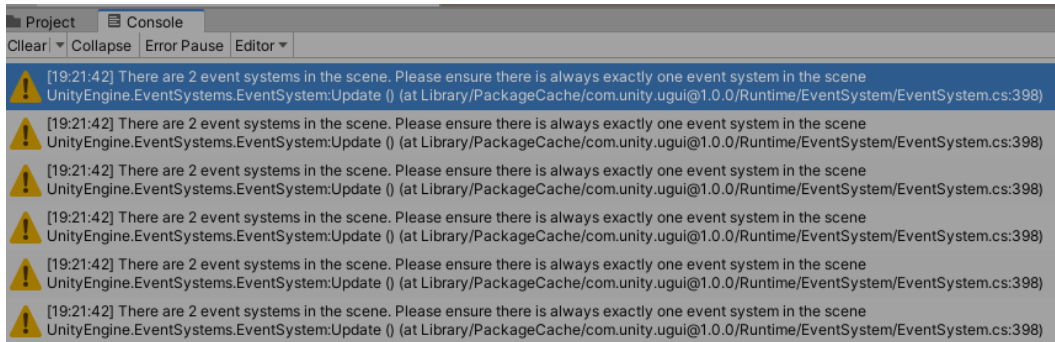 Project Console
Cllear Collapse Error Pause Editor
[19:21:42] There are 2 event systems in the scene. Please ensure there is always exactly one event system in the scene
UnityEngine.EventSystems.EventSystem:Update () (at Library/PackageCache/com.unity.ugui@1.0.0/Runtime/EventSystem/EventSystem.cs:398)
[19:21:42] There are 2 event systems in the scene. Please ensure there is always exactly one event system in the scene
UnityEngine.EventSystems.EventSystem:Update () (at Library/PackageCache/com.unity.ugui@1.0.0/Runtime/EventSystem/EventSystem.cs:398)
[19:21:42] There are 2 event systems in the scene. Please ensure there is always exactly one event system in the scene
UnityEngine.EventSystems.EventSystem:Update () (at Library/PackageCache/com.unity.ugui@1.0.0/Runtime/EventSystem/EventSystem.cs:398)
[19:21:42] There are 2 event systems in the scene. Please ensure there is always exactly one event system in the scene
UnityEngine.EventSystems.EventSystem:Update () (at Library/PackageCache/com.unity.ugui@1.0.0/Runtime/EventSystem/EventSystem.cs:398)
[19:21:42] There are 2 event systems in the scene. Please ensure there is always exactly one event system in the scene
UnityEngine.EventSystems.EventSystem:Update () (at Library/PackageCache/com.unity.ugui@1.0.0/Runtime/EventSystem/EventSystem.cs:398)
[19:21:42] There are 2 event systems in the scene. Please ensure there is always exactly one event system in the scene
UnityEngine.EventSystems.EventSystem:Update () (at Library/PackageCache/com.unity.ugui@1.0.0/Runtime/EventSystem/EventSystem.cs:398)